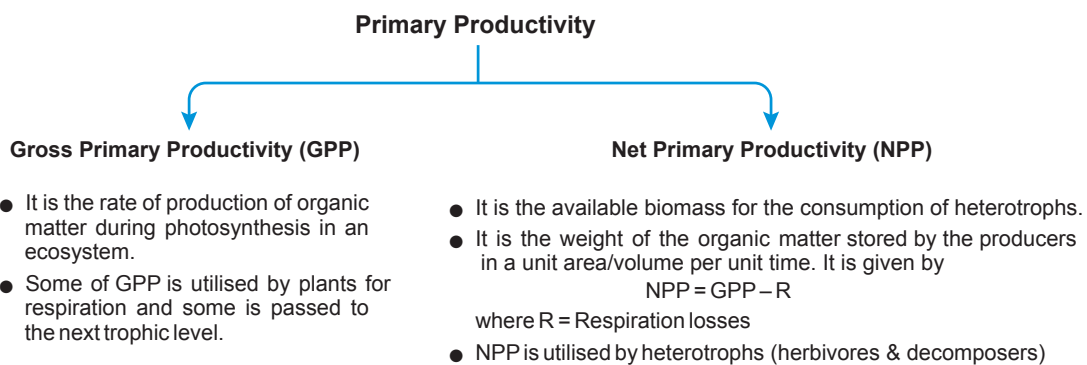 Primary Productivity
Gross Primary Productivity (GPP)
● It is the rate of production of organic
matter during photosynthesis in an
ecosystem.
● Some of GPP is utilised by plants for
respiration and some is passed to
the next trophic level.
Net Primary Productivity (NPP)
● It is the available biomass for the consumption of heterotrophs.
● It is the weight of the organic matter stored by the producers
in a unit area/volume per unit time. It is given by
NPP = GPP – R
where R = Respiration losses
● NPP is utilised by heterotrophs (herbivores & decomposers)